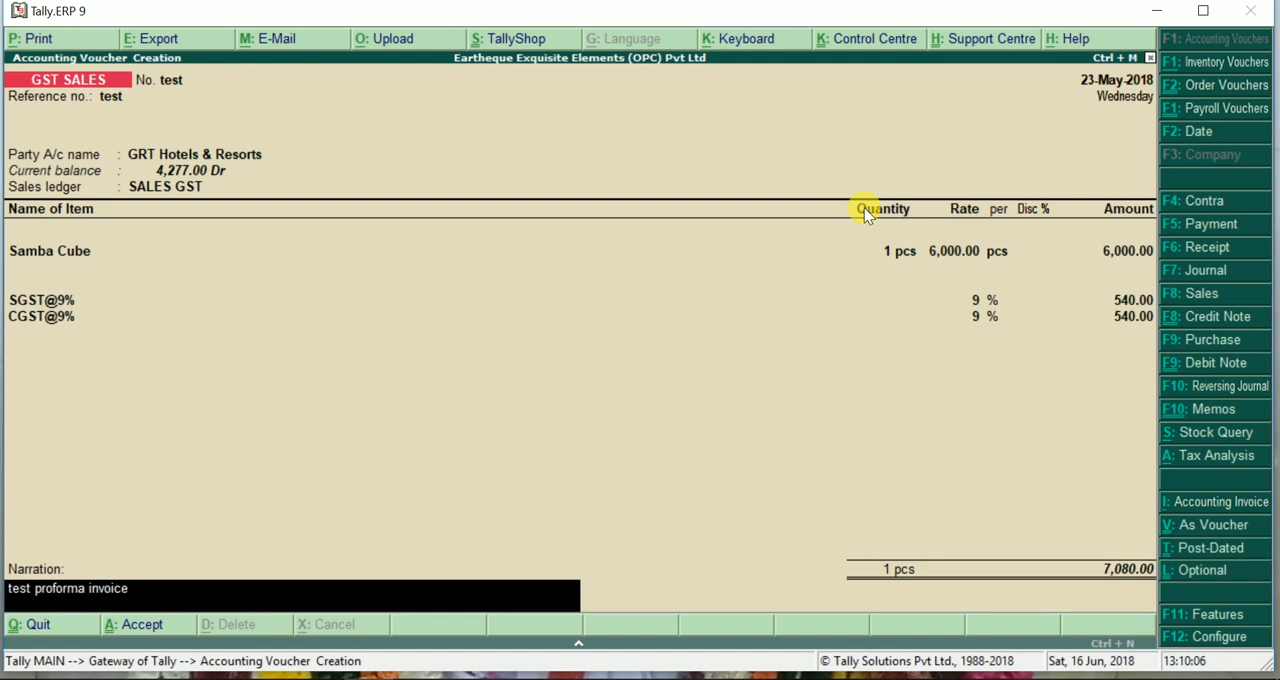 Tally.ERP 9
P: Print E: Export M: E-Mail O: Upload S: TallyShop G: Language K: Keyboard K: Control Centre H: Support Centre H: Help
Accounting Voucher Creation Eartheque Exquisite Elements (OPC) Pvt Ltd Ctrl + M
GST SALES No. test 23-May-2018
Reference no.: test Wednesday
Party A/c name : GRT Hotels & Resorts
Current balance : 4,277.00 Dr
Sales ledger : SALES GST
Name of Item Quantity Rate per Disc % Amount
Samba Cube 1 pcs 6,000.00 pcs 6,000.00
SGST@9% 9 % 540.00
CGST@9% 9 % 540.00
Narration: 1 pcs 7,080.00
test proforma invoice
Q: Quit A: Accept D: Delete X: Cancel
Ctrl + N
Tally MAIN --> Gateway of Tally --> Accounting Voucher Creation © Tally Solutions Pvt Ltd., 1988-2018 Sat, 16 Jun, 2018 13:10:06
F1: Accounting Vouchers
F1: Inventory Vouchers
F2: Order Vouchers
F1: Payroll Vouchers
F2: Date
F3: Company
F4: Contra
F5: Payment
F6: Receipt
F7: Journal
F8: Sales
F8: Credit Note
F9: Purchase
F9: Debit Note
F10: Reversing Journal
F10: Memos
S: Stock Query
A: Tax Analysis
I: Accounting Invoice
V: As Voucher
T: Post-Dated
L: Optional
F11: Features
F12: Configure